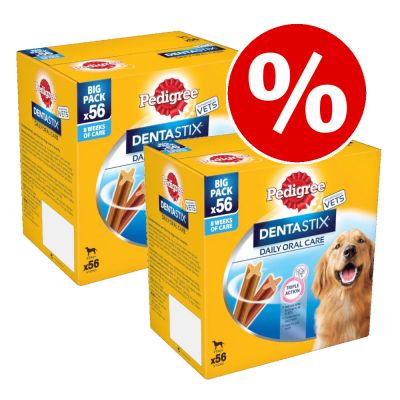 BIG
PACK
x56
8 WEEKS
OF CARE
Pedigree
VETS
DENTASTIX
DAILY ORAL CARE
x56
%
BIG
PACK
x56
8 WEEKS
OF CARE
Pedigree
VETS
DENTASTIX
DAILY ORAL CARE
TRIPLE
ACTION
x56